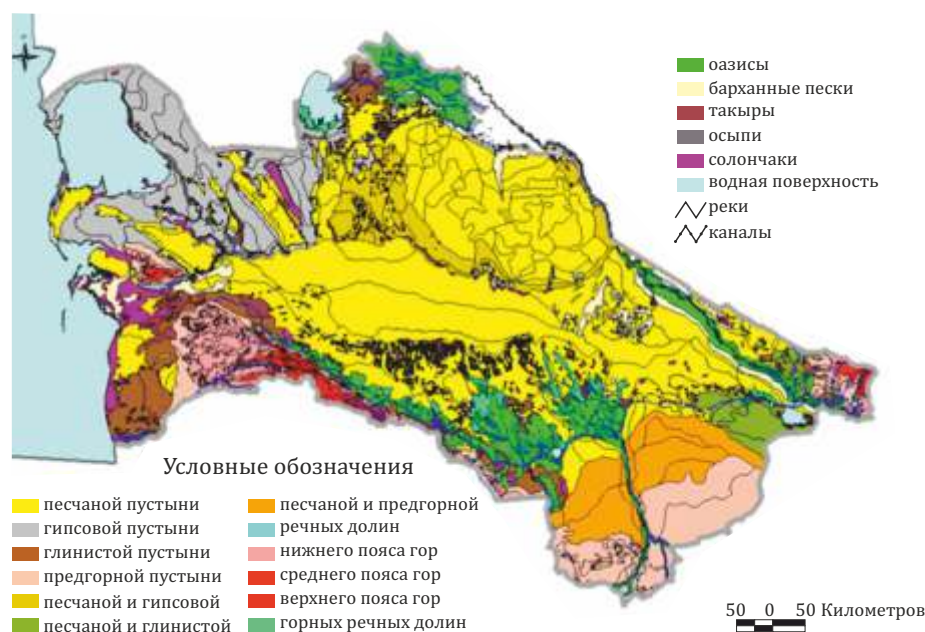 оазисы
барханные пески
такыры
осыпи
солончаки
водная поверхность
реки
каналы
Условные обозначения
песчаной пустыни
гипсовой пустыни
глинистой пустыни
предгорной пустыни
песчаной и гипсовой
песчаной и глинистой
песчаной и предгорной
речных долин
нижнего пояса гор
среднего пояса гор
верхнего пояса гор
горных речных долин
50 0 50 Километров